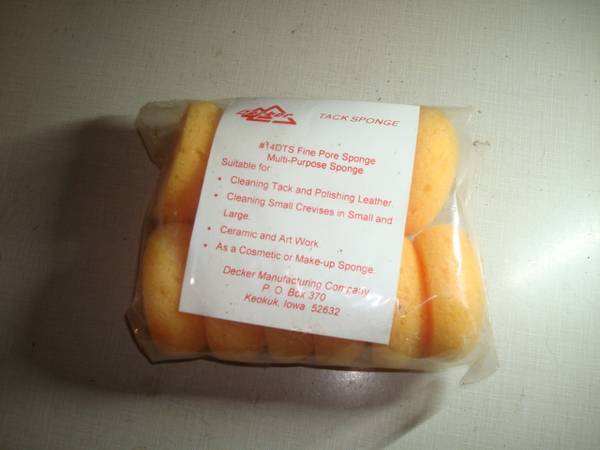 Decker
TACK SPONGE
#14DTS Fine Pore Sponge
Multi-Purpose Sponge
Suitable for:
• Cleaning Tack and Polishing Leather.
• Cleaning Small Crevises in Small and
Large.
• Ceramic and Art Work.
• As a Cosmetic or Make-up Sponge.
Decker Manufacturing Company
P. O. Box 370
Keokuk, Iowa 52632